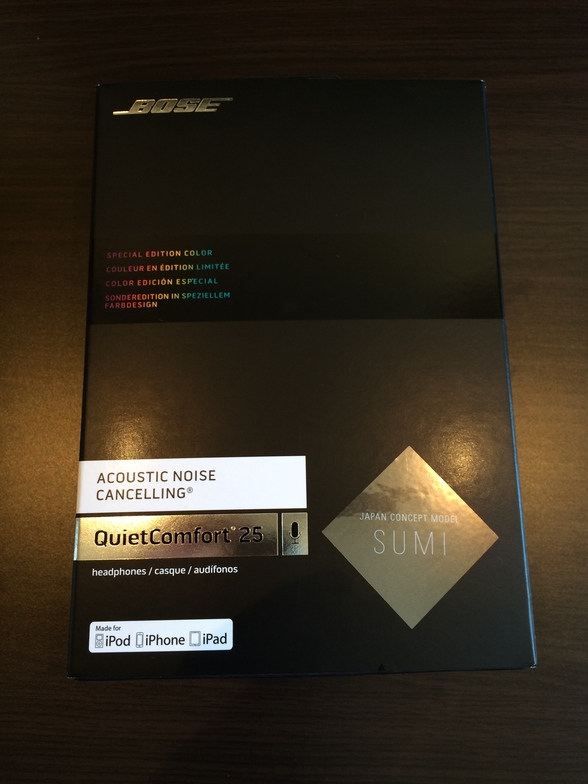 BOSE
SPECIAL EDITION COLOR
COULEUR EN ÉDITION LIMITÉE
COLOR EDICIÓN ESPECIAL
SONDEREDITION IN SPEZIELLEM
FARBDESIGN
ACOUSTIC NOISE
CANCELLING®
QuietComfort® 25
headphones / casque / audífonos
JAPAN CONCEPT MODEL
SUMI
Made for
iPod iPhone iPad